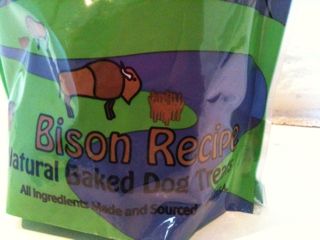 Bison Recipe
Natural Baked Dog Treats
All Ingredients Made and Sourced